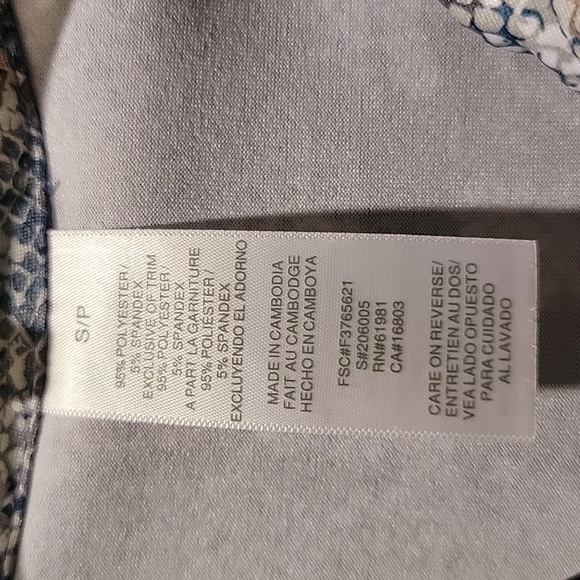 S/P
95% POLYESTER/
5% SPANDEX
EXCLUSIVE OF TRIM
95% POLYESTER
5% SPANDEX
A PART LA GARNITURE
95% POLIESTER/
5% SPANDEX
EXCLUYENDO EL ADORNO
MADE IN CAMBODIA
FAIT AU CAMBODGE
HECHO EN CAMBOYA
FSC#F3765621
S#206005
RN#61981
CA#16803
CARE ON REVERSE/
ENTRETIEN AU DOS/
VEA LADO OPUESTO
PARA CUIDADO
AL LAVADO